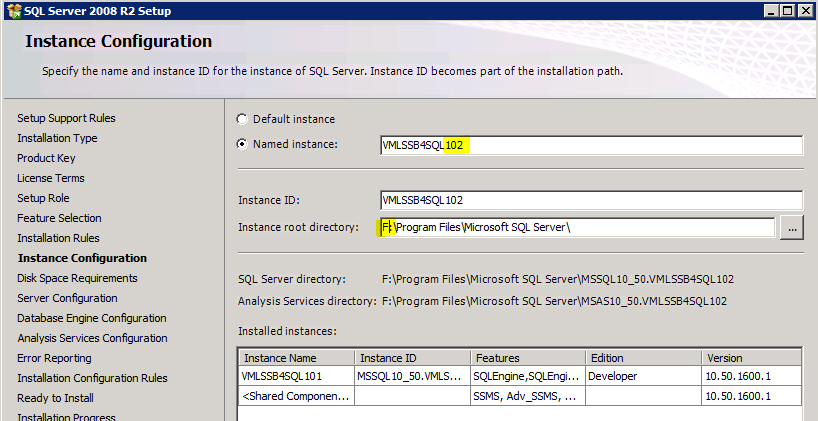 SQL Server 2008 R2 Setup
Instance Configuration
Specify the name and instance ID for the instance of SQL Server. Instance ID becomes part of the installation path.
Setup Support Rules
Installation Type
Product Key
License Terms
Setup Role
Feature Selection
Installation Rules
Instance Configuration
Disk Space Requirements
Server Configuration
Database Engine Configuration
Analysis Services Configuration
Error Reporting
Installation Configuration Rules
Ready to Install
Installation Progress
Default instance
Named instance: VMLSSB4SQL102
Instance ID: VMLSSB4SQL102
Instance root directory: F:\Program Files\Microsoft SQL Server\ ...
SQL Server directory: F:\Program Files\Microsoft SQL Server\MSSQL10_50.VMLSSB4SQL102
Analysis Services directory: F:\Program Files\Microsoft SQL Server\MSAS10_50.VMLSSB4SQL102
Installed instances:
Instance Name Instance ID Features Edition Version
VMLSSB4SQL101 MSSQL10_50.VMLS... SQLEngine,SQLEngi... Developer 10.50.1600.1
<Shared Componen... SSMS, Adv_SSMS, ... 10.50.1600.1